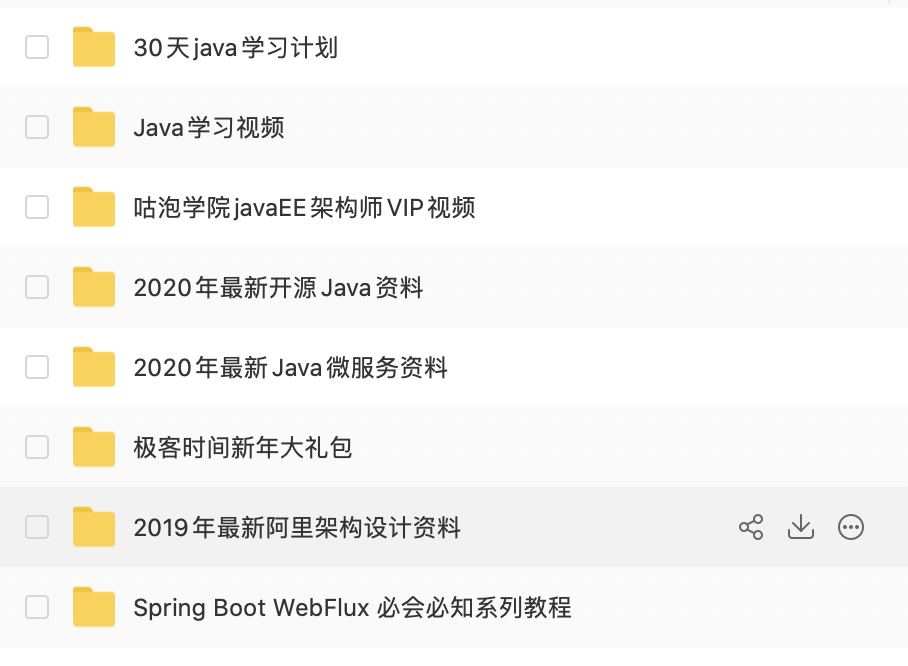 30天java学习计划
Java学习视频
咕泡学院javaEE架构师VIP视频
2020年最新开源Java资料
2020年最新Java微服务资料
极客时间新年大礼包
2019年最新阿里架构设计资料
Spring Boot WebFlux 必会必知系列教程